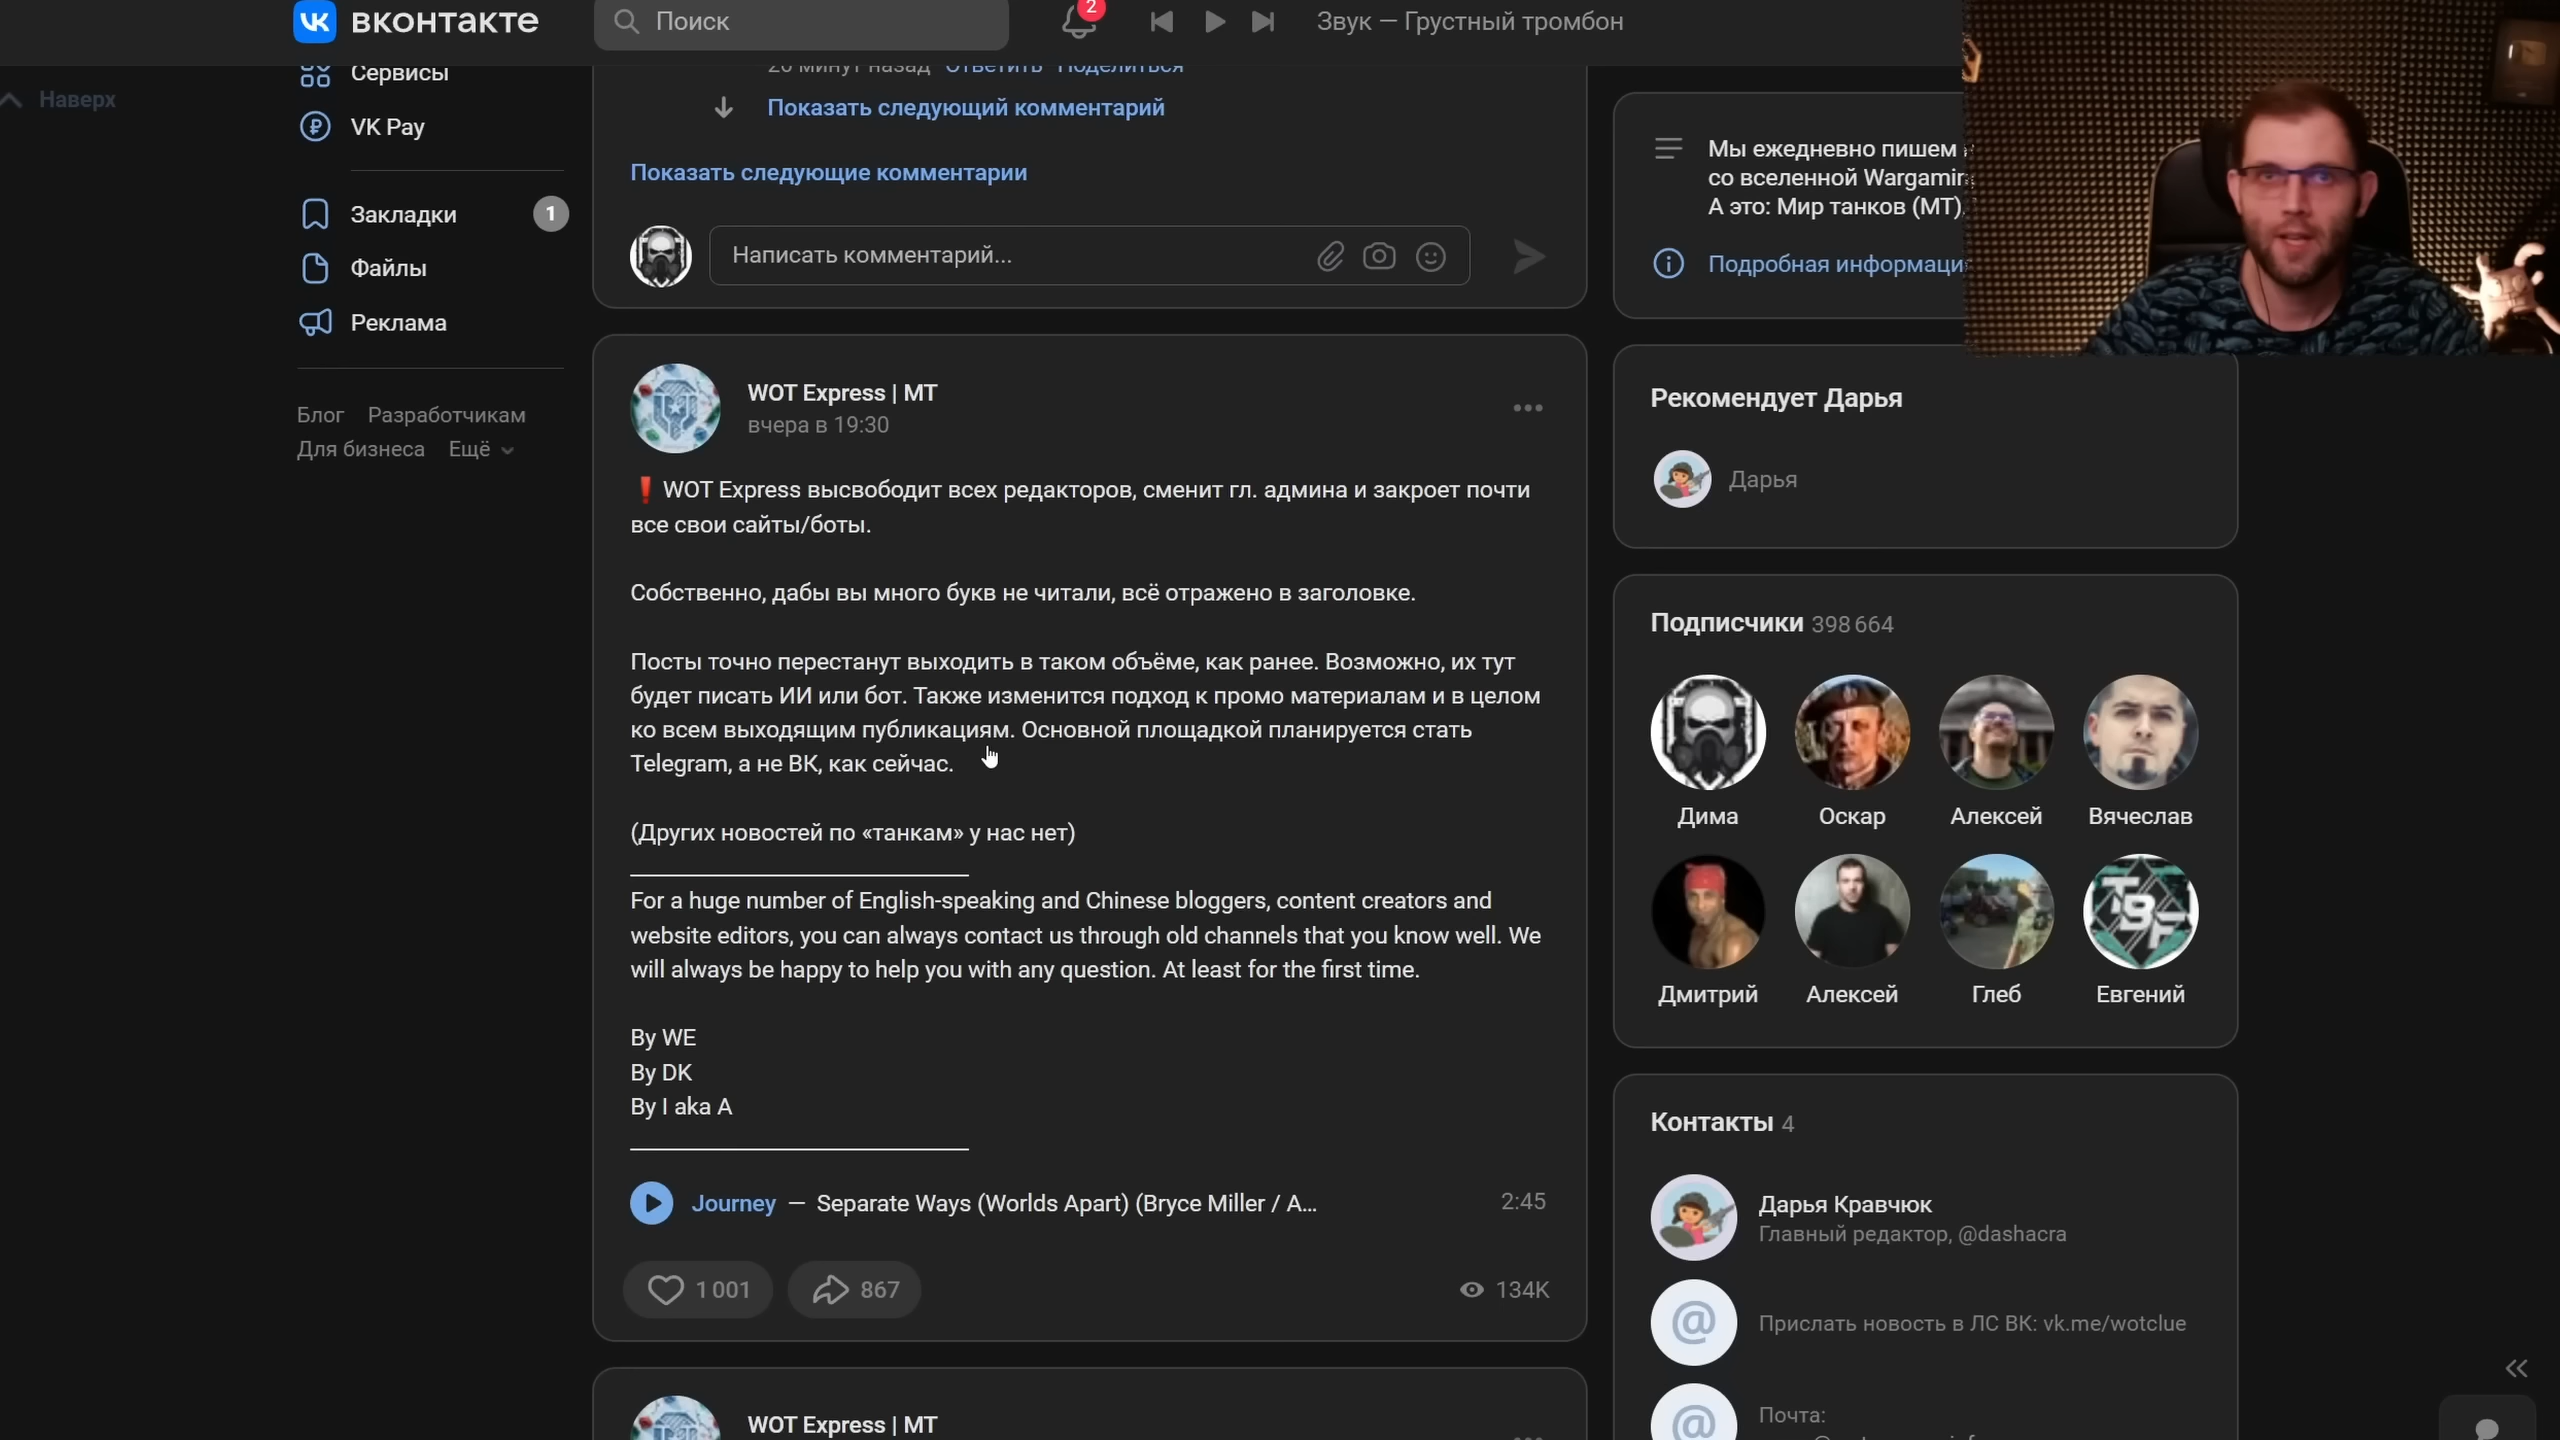 вконтакте
Поиск
2
Звук — Грустный тромбон
Наверх
Сервисы
VK Pay
Закладки
1
Файлы
Реклама
Блог Разработчикам
Для бизнеса Ещё
26 минут назад Ответить Поделиться
Показать следующий комментарий
Показать следующие комментарии
Написать комментарий...
WOT Express | МТ
вчера в 19:30
❗ WOT Express высвободит всех редакторов, сменит гл. админа и закроет почти
все свои сайты/боты.
Собственно, дабы вы много букв не читали, всё отражено в заголовке.
Посты точно перестанут выходить в таком объёме, как ранее. Возможно, их тут
будет писать ИИ или бот. Также изменится подход к промо материалам и в целом
ко всем выходящим публикациям. Основной площадкой планируется стать
Telegram, а не ВК, как сейчас.
(Других новостей по «танкам» у нас нет)
For a huge number of English-speaking and Chinese bloggers, content creators and
website editors, you can always contact us through old channels that you know well. We
will always be happy to help you with any question. At least for the first time.
By WE
By DK
By I aka A
Journey — Separate Ways (Worlds Apart) (Bryce Miller / A...
2:45
1 001
867
134K
WOT Express | МТ
Мы ежедневно пишем
со вселенной Wargamin
А это: Мир танков (МТ)
Подробная информаци
Рекомендует Дарья
Дарья
Подписчики 398 664
Дима Оскар Алексей Вячеслав
Дмитрий Алексей Глеб Евгений
TBF
Контакты 4
Дарья Кравчюк
Главный редактор, @dashacra
@
Прислать новость в ЛС ВК: vk.me/wotclue
@
Почта: